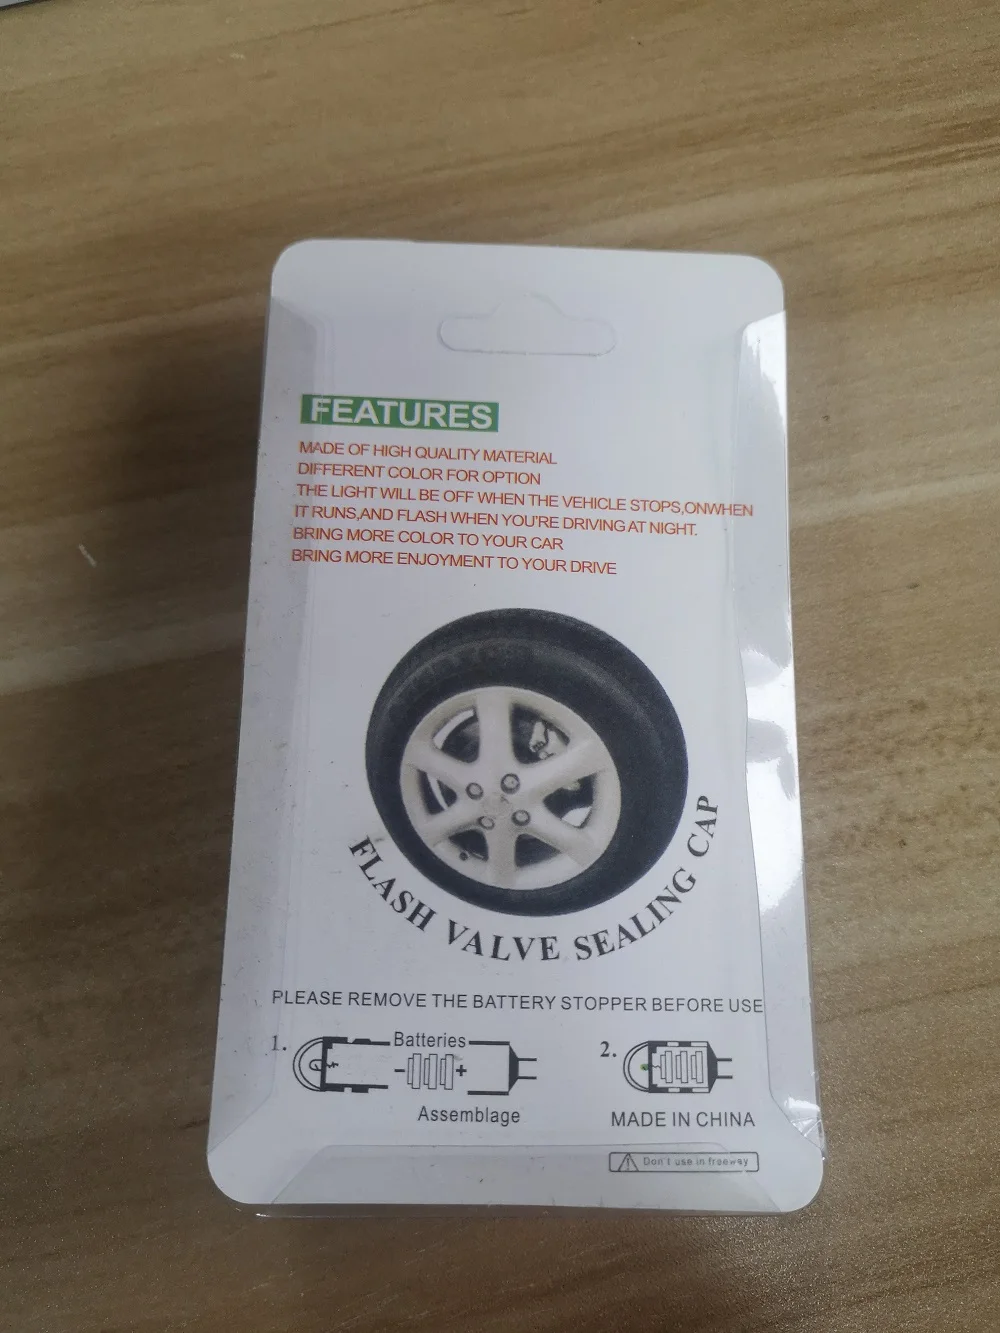 FEATURES
MADE OF HIGH QUALITY MATERIAL
DIFFERENT COLOR FOR OPTION
THE LIGHT WILL BE OFF WHEN THE VEHICLE STOPS,ONWHEN
IT RUNS,AND FLASH WHEN YOU'RE DRIVING AT NIGHT.
BRING MORE COLOR TO YOUR CAR
BRING MORE ENJOYMENT TO YOUR DRIVE
FLASH VALVE SEALING CAP
PLEASE REMOVE THE BATTERY STOPPER BEFORE USE
1. Batteries 2.
- +
Assemblage MADE IN CHINA
Don't use in freeway